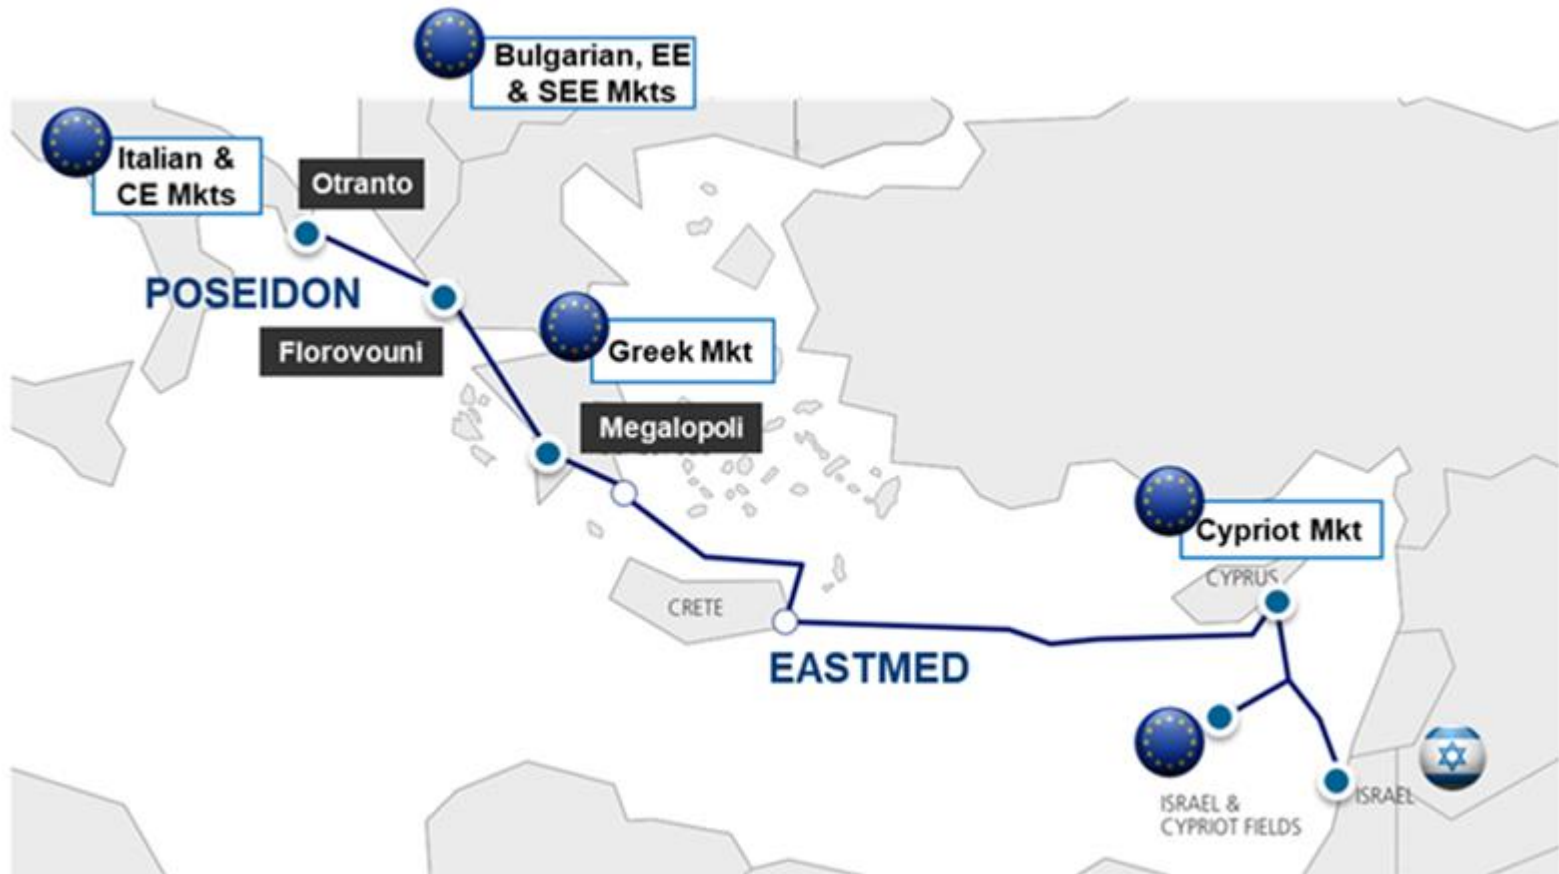 Bulgarian, EE
& SEE Mkts
Italian &
CE Mkts
Otranto
POSEIDON
Florovouni
Greek Mkt
Megalopoli
Cypriot Mkt
CYPRUS
CRETE
EASTMED
ISRAEL &
CYPRIOT FIELDS
ISRAEL